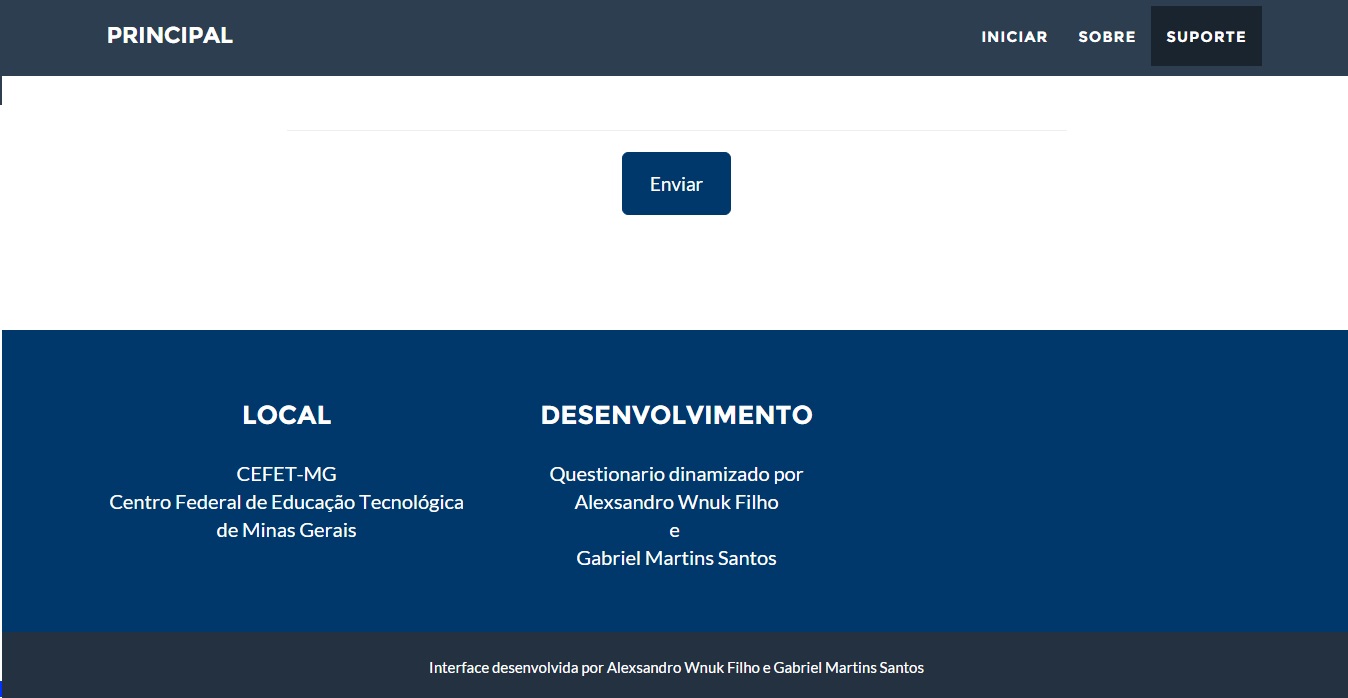 PRINCIPAL
INICIAR SOBRE SUPORTE
Enviar
LOCAL
CEFET-MG
Centro Federal de Educação Tecnológica
de Minas Gerais
DESENVOLVIMENTO
Questionario dinamizado por
Alexsandro Wnuk Filho
e
Gabriel Martins Santos
Interface desenvolvida por Alexsandro Wnuk Filho e Gabriel Martins Santos